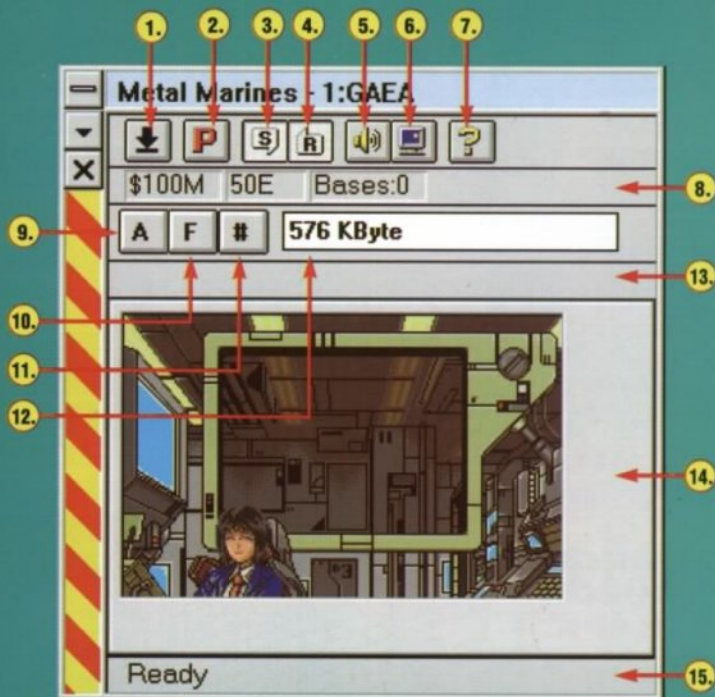 1. 2. 3. 4. 5. 6. 7.
Metal Marines - 1:GAEA
P S R ?
$100M 50E Bases:0
8.
9.
A F # 576 KByte
13.
10.
11.
12.
14.
3
Ready
15.